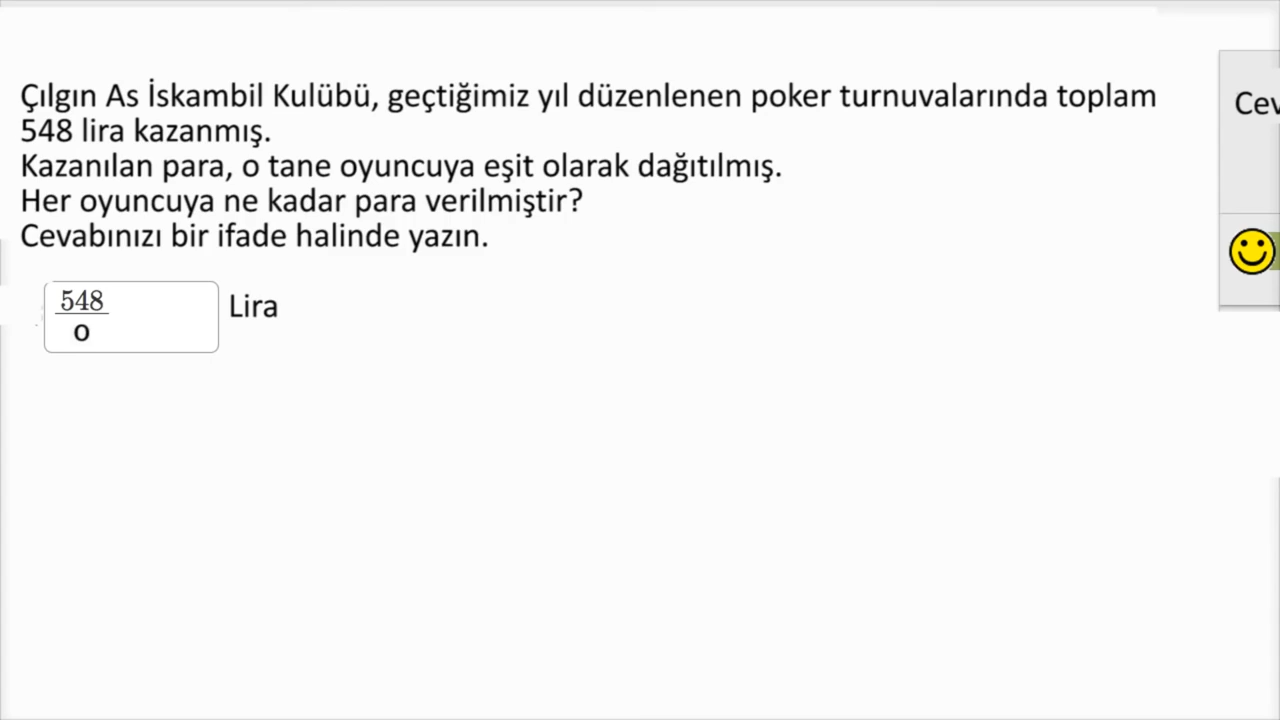 Çılgın As İskambil Kulübü, geçtiğimiz yıl düzenlenen poker turnuvalarında toplam
548 lira kazanmış.
Kazanılan para, o tane oyuncuya eşit olarak dağıtılmış.
Her oyuncuya ne kadar para verilmiştir?
Cevabınızı bir ifade halinde yazın.
548
o
Lira